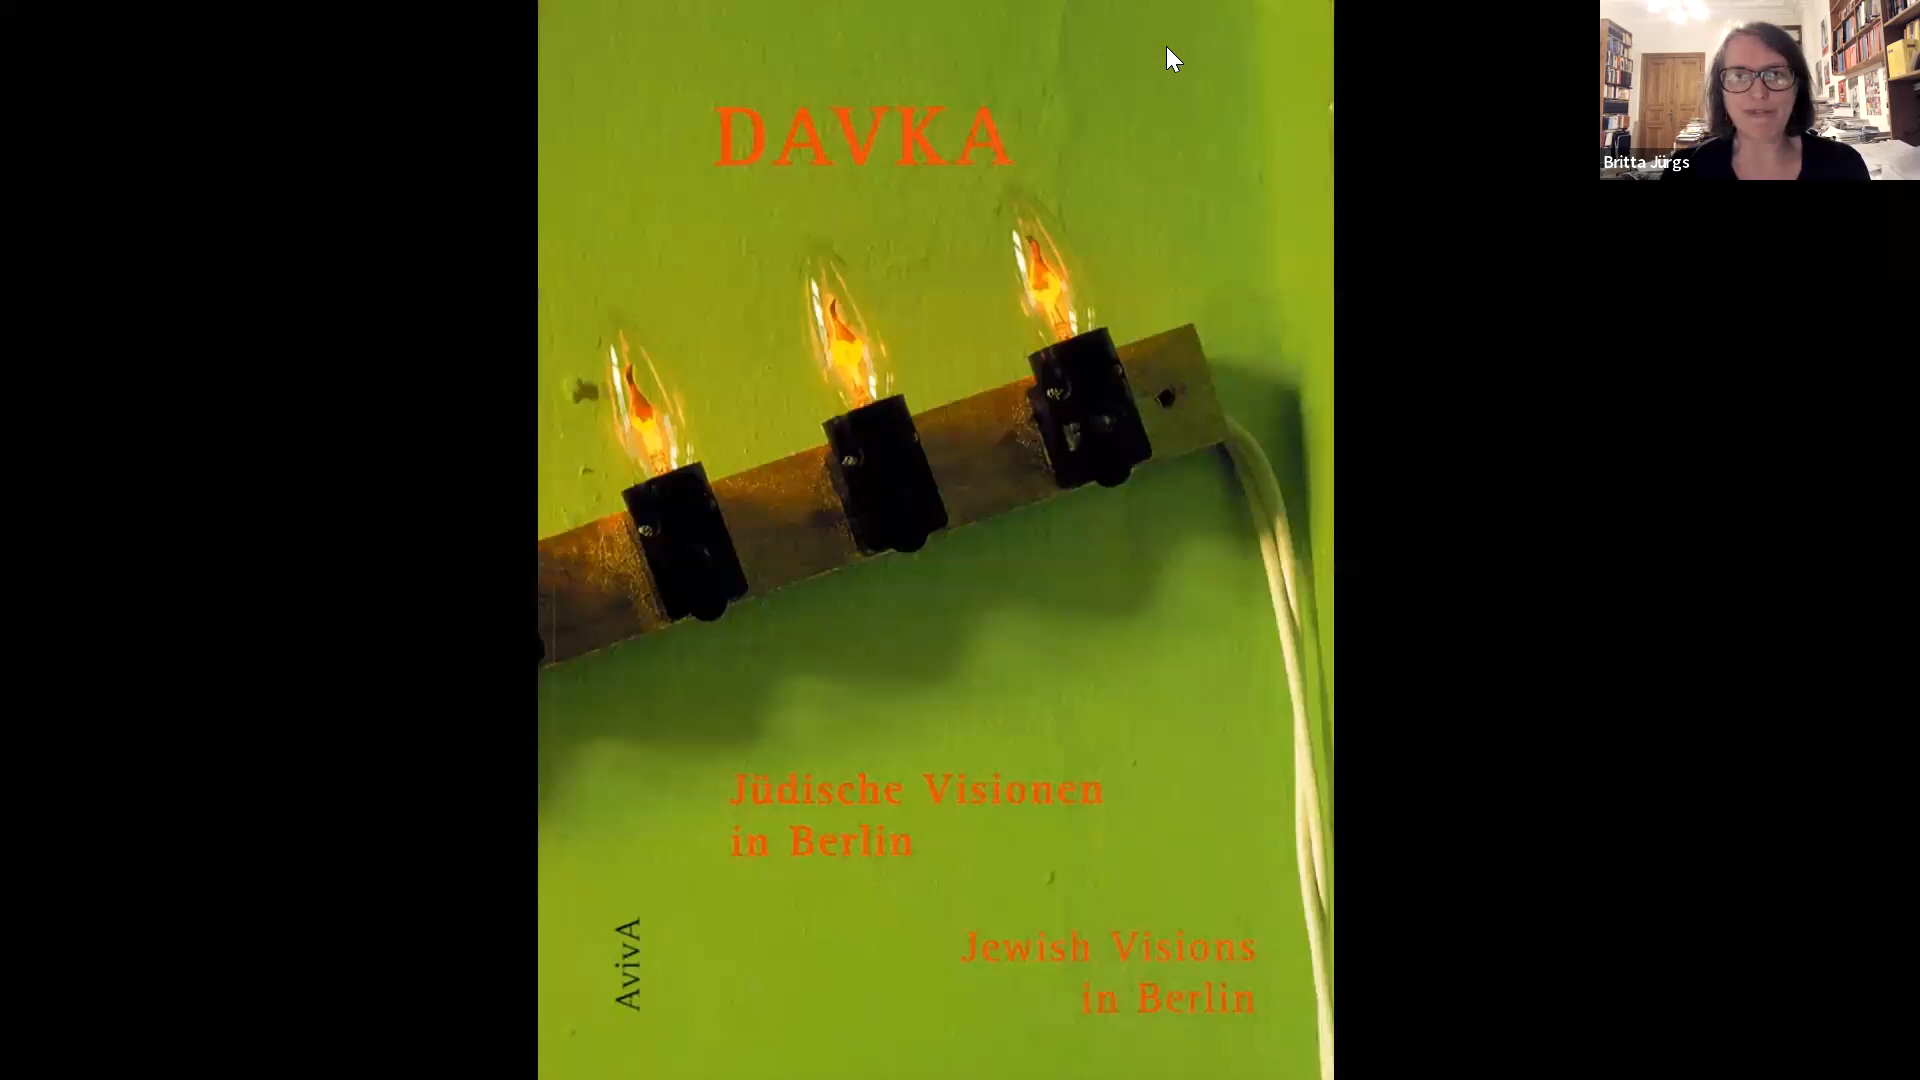 DAVKA
Britta Jürgs
Jüdische Visionen
in Berlin
AvivA
Jewish Visions
in Berlin